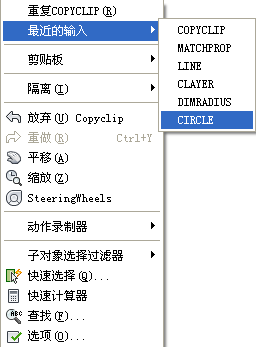 重复COPYCLIP(R)
最近的输入
COPYCLIP
MATCHPROP
LINE
CLAYER
DIMRADIUS
CIRCLE
剪贴板
隔离(I)
放弃(U) Copyclip
重做(R) Ctrl+Y
平移(A)
缩放(Z)
SteeringWheels
动作录制器
子对象选择过滤器
快速选择(Q)...
快速计算器
ABC
查找(F)...
选项(O)...